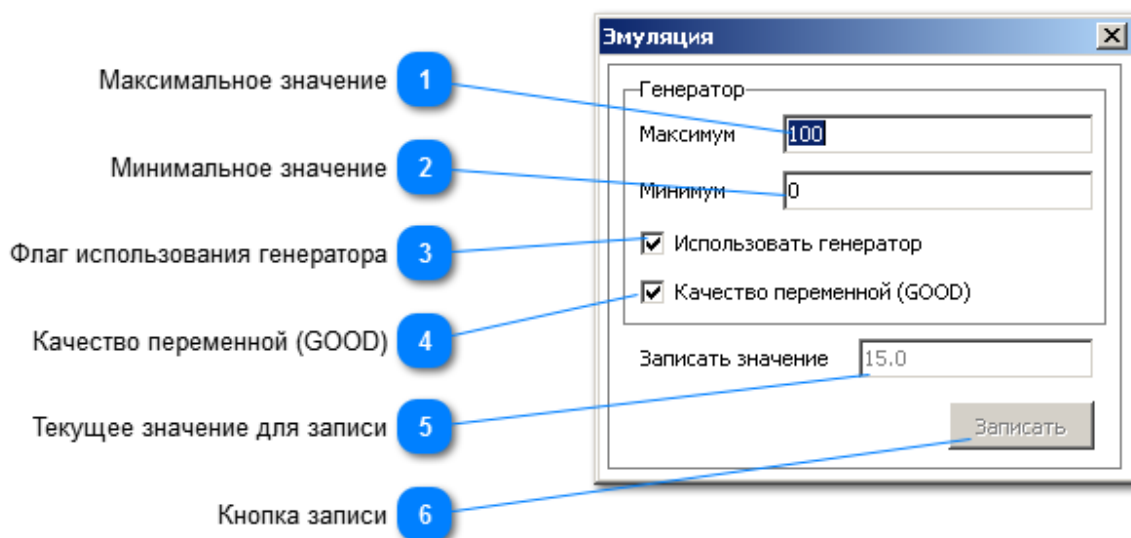 Эмуляция
Максимальное значение 1
Генератор
Максимум 100
Минимальное значение 2
Минимум 0
Флаг использования генератора 3
Использовать генератор
Качество переменной (GOOD)
Качество переменной (GOOD) 4
Записать значение 15.0
Текущее значение для записи 5
Записать
Кнопка записи 6